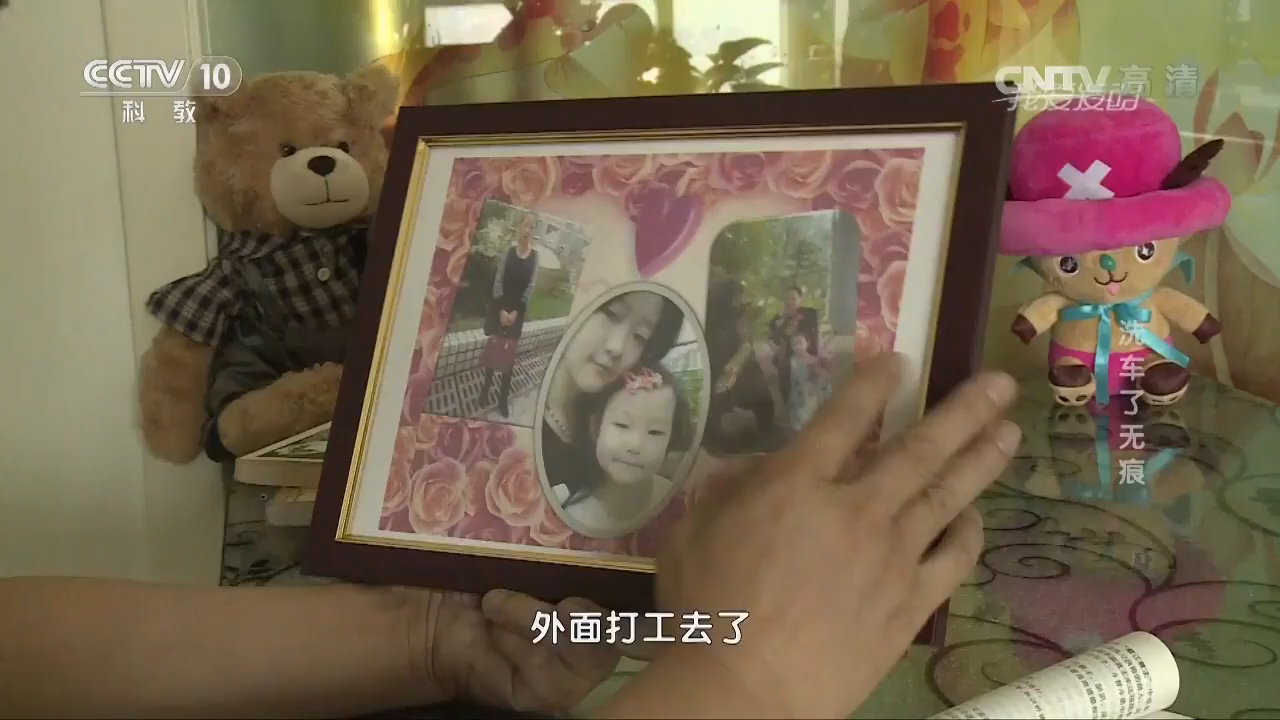 CCTV 10
科教
CNTV 高清
我爱发明
洗车了无痕
外面打工去了